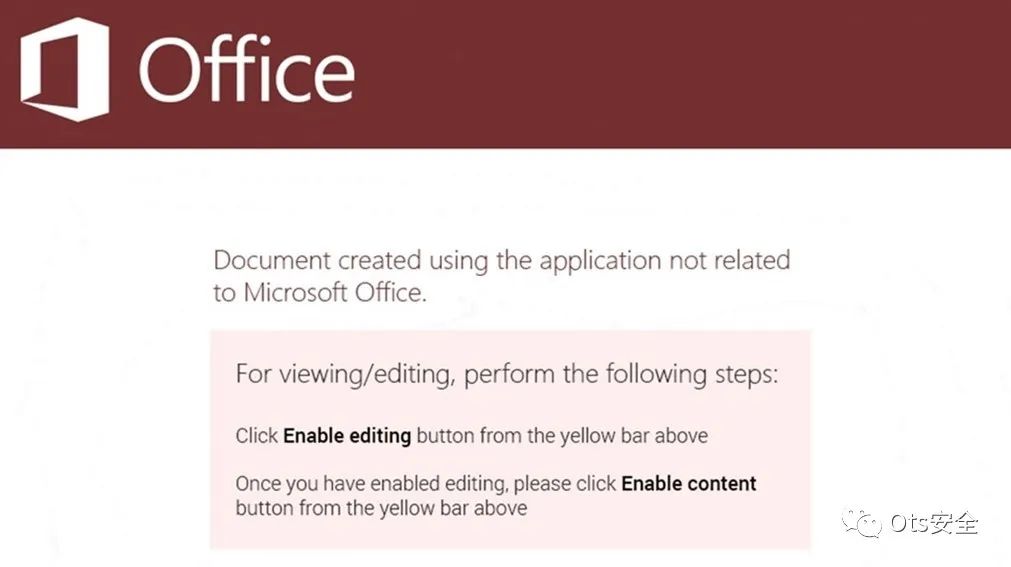 Office
Document created using the application not related
to Microsoft Office.
For viewing/editing, perform the following steps:
Click Enable editing button from the yellow bar above
Once you have enabled editing, please click Enable content
button from the yellow bar above
Ots安全